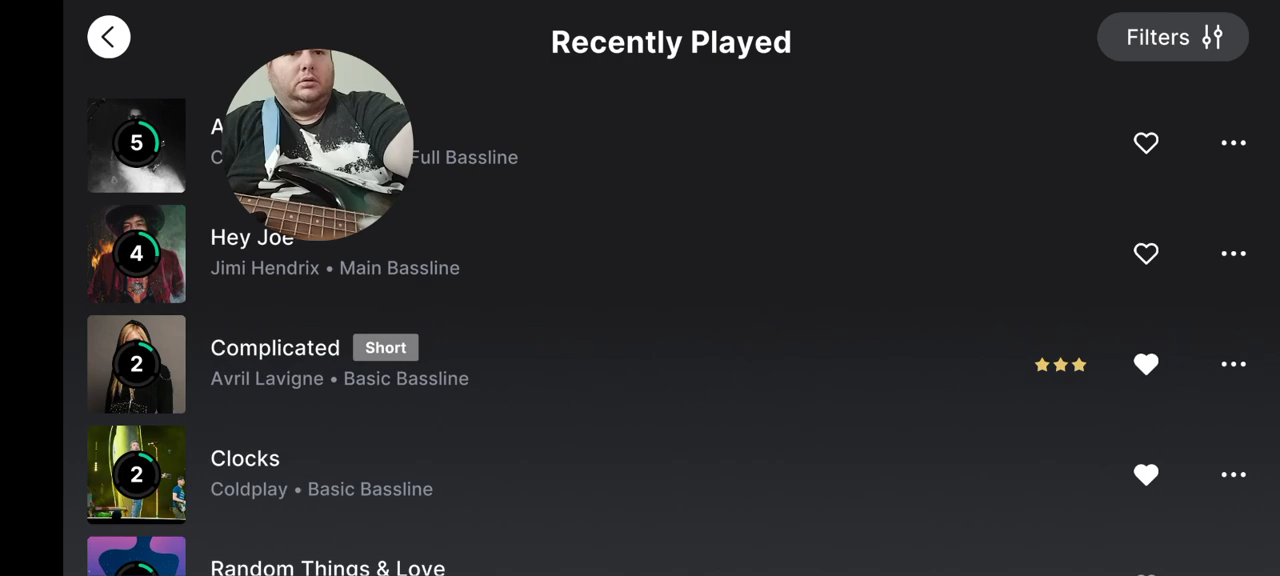 Recently Played
Filters
5
A
C Full Bassline
4
Hey Joe
Jimi Hendrix • Main Bassline
2
Complicated Short
Avril Lavigne • Basic Bassline
2
Clocks
Coldplay • Basic Bassline
Random Things & Love